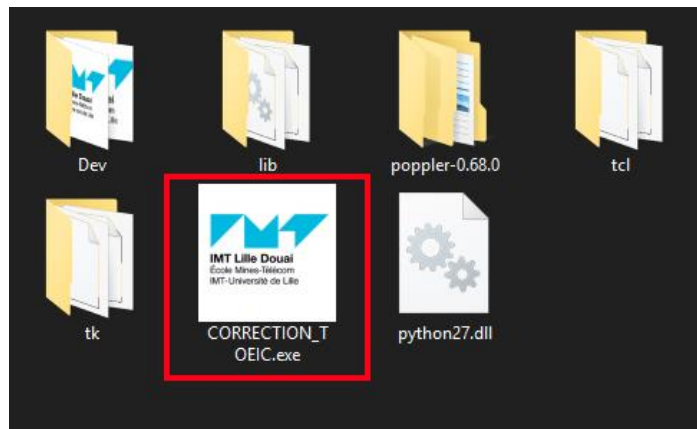 Dev
lib
poppler-0.68.0
tcl
tk
IMT Lille Douai
École Mines-Télécom
IMT-Université de Lille
CORRECTION_T
OEIC.exe
python27.dll